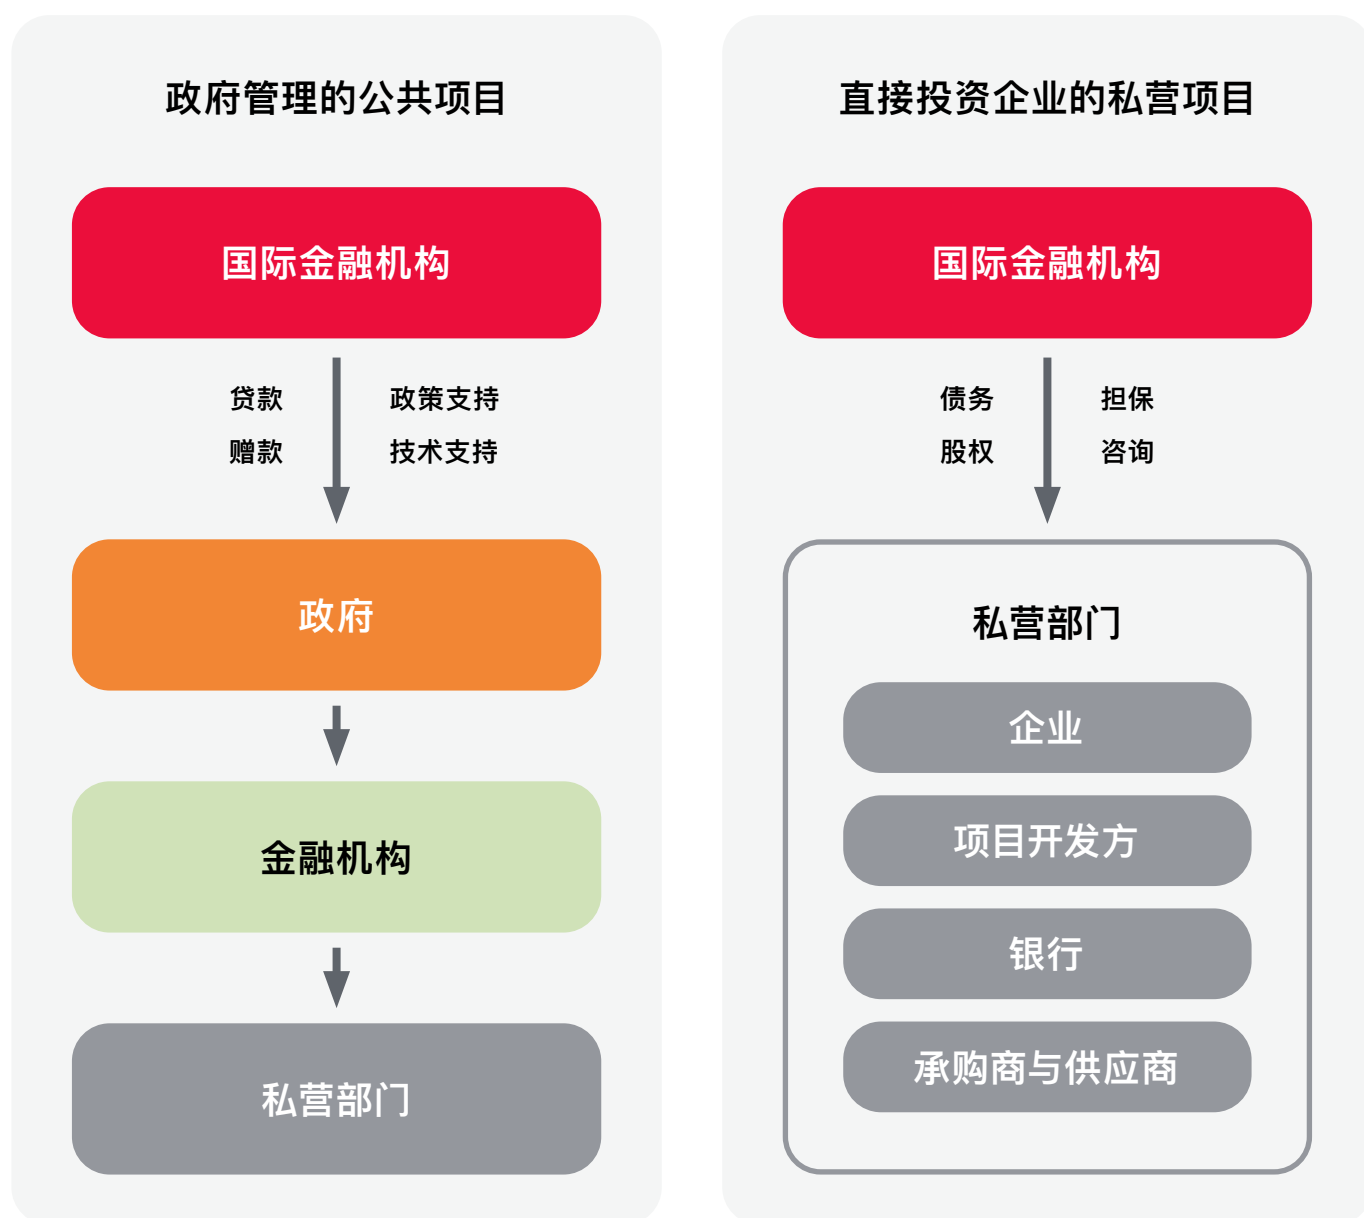 政府管理的公共项目
国际金融机构
贷款
政策支持
赠款
技术支持
政府
金融机构
私营部门
直接投资企业的私营项目
国际金融机构
债务
担保
股权
咨询
私营部门
企业
项目开发方
银行
承购商与供应商